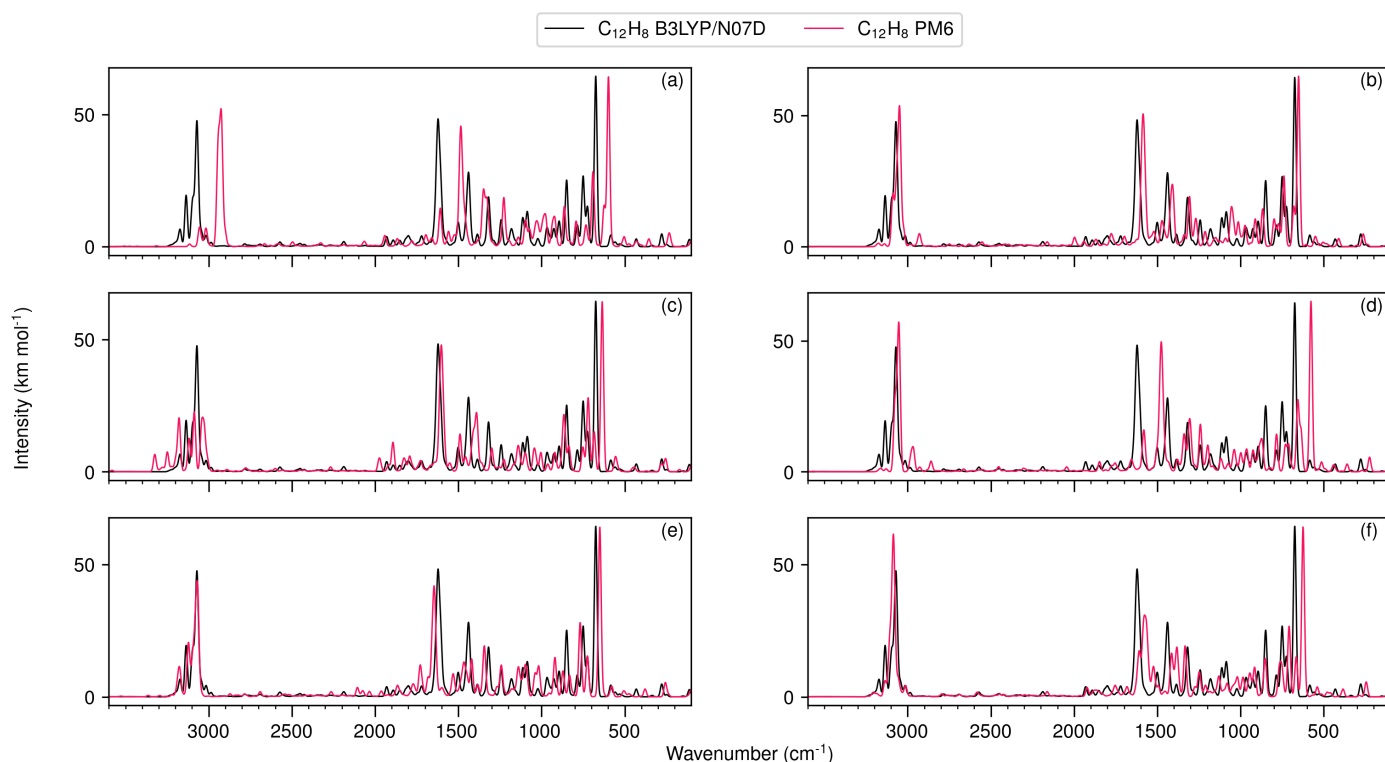 C₁₂H₈ B3LYP/N07D C₁₂H₈ PM6
(a) (b)
50 50
0 0
(c) (d)
50 50
0 0
Intensity (km mol⁻¹)
(e) (f)
50 50
0 0
3000 2500 2000 1500 1000 500 3000 2500 2000 1500 1000 500
Wavenumber (cm⁻¹)